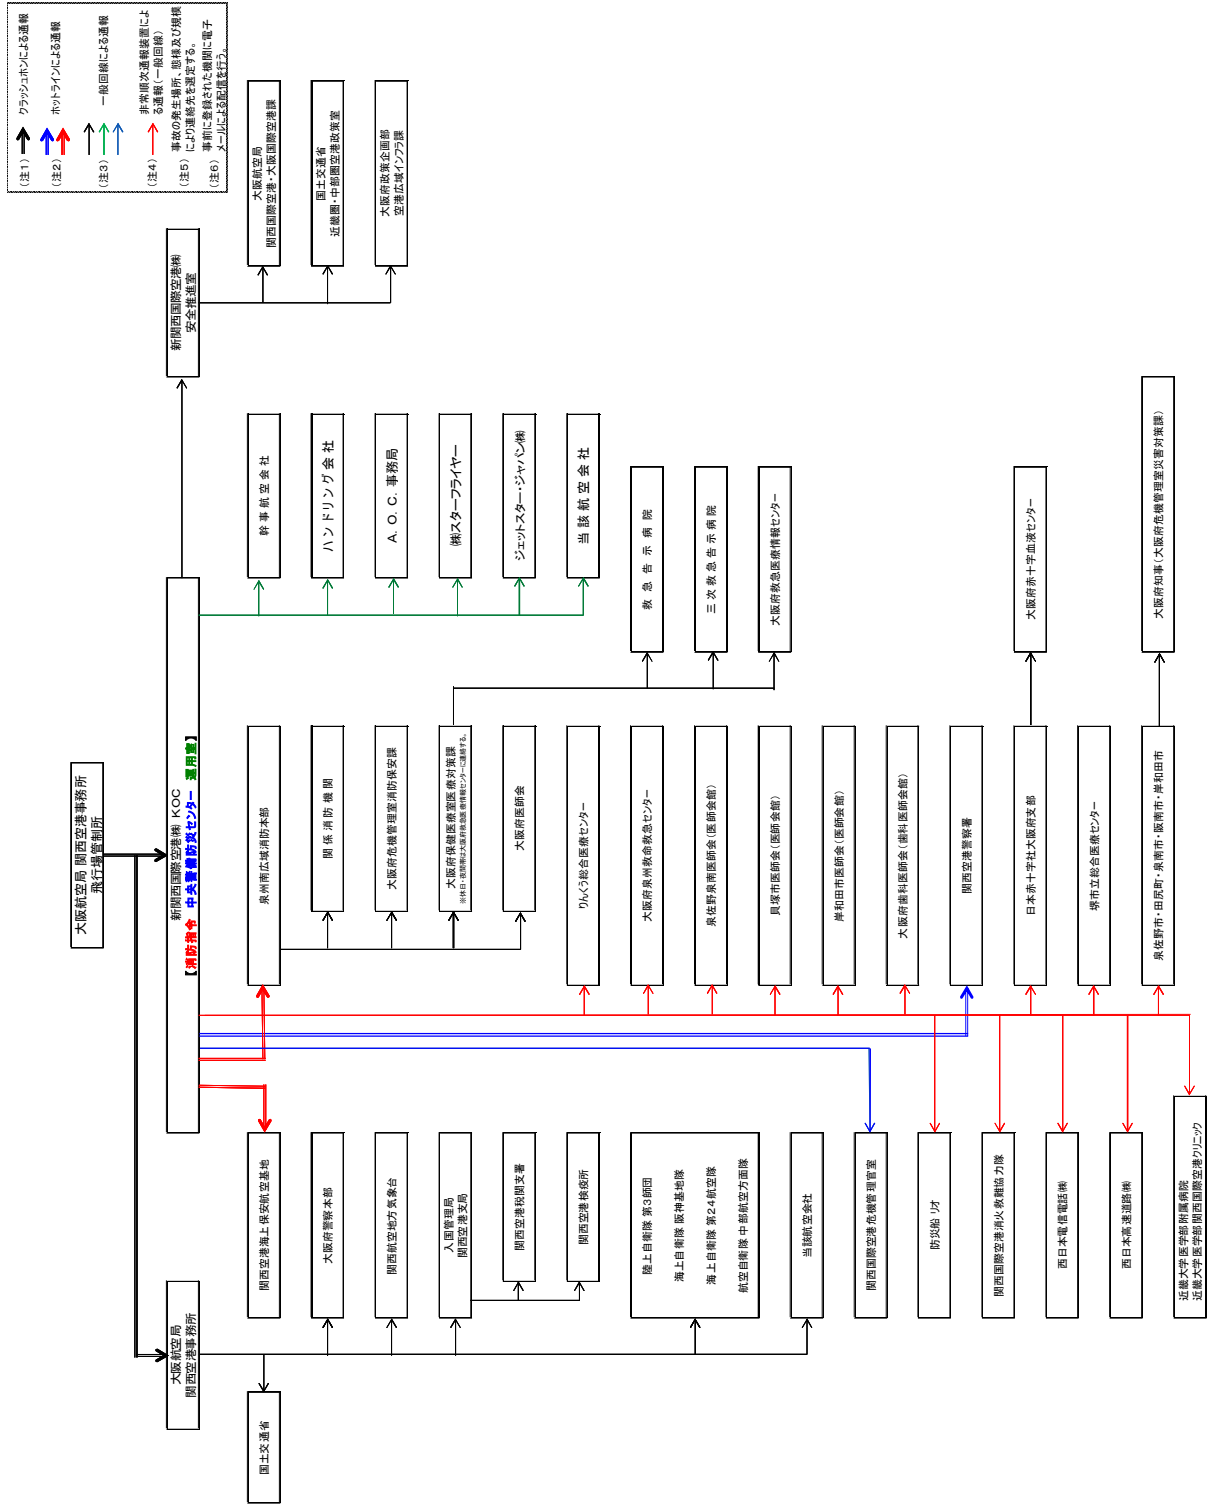 （注1） クラッシュホンによる通報
（注2） ホットラインによる通報
（注3） 一般回線による通報
（注4） 非常順次通報装置によ
る通報（一般回線）
（注5） 事故の発生場所、態様及び規模
により連絡先を選定する。
（注6） 事前に登録された機関に電子
メールによる配信を行う。
大阪航空局 関西空港事務所
飛行場管制所
大阪航空局
関西空港事務所
新関西国際空港㈱ KOC
【消防指令 中央警備防災センター 運用室】
新関西国際空港㈱
安全推進室
国土交通省
関西空港海上保安航空基地
泉州南広域消防本部
幹事航空会社
大阪航空局
関西国際空港・大阪国際空港課
大阪府警察本部
関係消防機関
ハンドリング会社
国土交通省
近畿圏・中部圏空港政策室
関西航空地方気象台
大阪府危機管理室消防保安課
A．O．C．事務局
大阪府政策企画部
空港広域インフラ課
入国管理局
関西空港支局
大阪府保健医療室医療対策課
※休日・夜間帯は大阪府救急医療情報センターに連絡する。
㈱スターフライヤー
関西空港税関支署
大阪府医師会
ジェットスター・ジャパン㈱
関西空港検疫所
りんくう総合医療センター
当該航空会社
陸上自衛隊 第3師団
海上自衛隊 阪神基地隊
海上自衛隊 第24航空隊
航空自衛隊 中部航空方面隊
大阪府泉州救命救急センター
救急告示病院
泉佐野泉南医師会（医師会館）
三次救急告示病院
貝塚市医師会（医師会館）
大阪府救急医療情報センター
当該航空会社
岸和田市医師会（医師会館）
関西国際空港危機管理官室
大阪府歯科医師会（歯科医師会館）
防災船 リオ
関西空港警察署
関西国際空港消火救難協力隊
日本赤十字社大阪府支部
大阪府赤十字血液センター
西日本電信電話㈱
堺市立総合医療センター
西日本高速道路㈱
泉佐野市・田尻町・泉南市・阪南市・岸和田市
大阪府知事（大阪府危機管理室災害対策課）
近畿大学医学部附属病院
近畿大学医学部関西国際空港クリニック